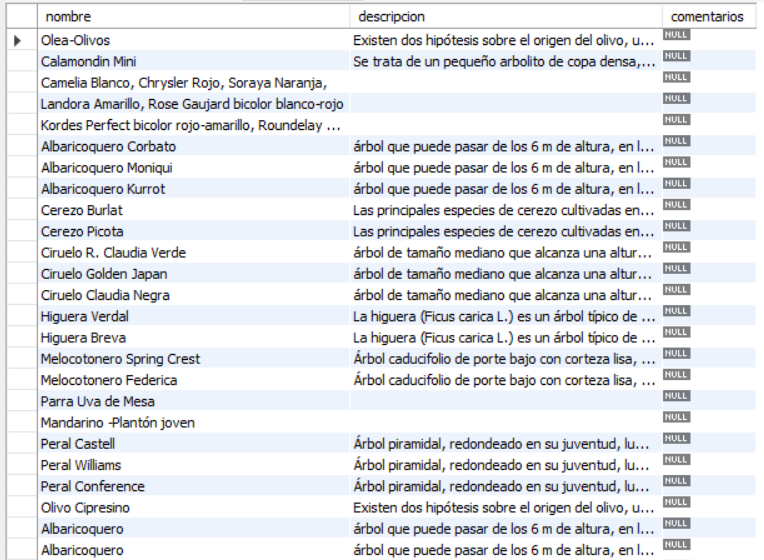 nombre descripcion comentarios
Olea-Olivos Existen dos hipótesis sobre el origen del olivo, u... NULL
Calamondin Mini Se trata de un pequeño arbolito de copa densa,... NULL
Camelia Blanco, Chrysler Rojo, Soraya Naranja, NULL
Landora Amarillo, Rose Gaujard bicolor blanco-rojo NULL
Kordes Perfect bicolor rojo-amarillo, Roundelay ... NULL
Albaricoquero Corbato árbol que puede pasar de los 6 m de altura, en l... NULL
Albaricoquero Moniqui árbol que puede pasar de los 6 m de altura, en l... NULL
Albaricoquero Kurrot árbol que puede pasar de los 6 m de altura, en l... NULL
Cerezo Burlat Las principales especies de cerezo cultivadas en... NULL
Cerezo Picota Las principales especies de cerezo cultivadas en... NULL
Ciruelo R. Claudia Verde árbol de tamaño mediano que alcanza una altur... NULL
Ciruelo Golden Japan árbol de tamaño mediano que alcanza una altur... NULL
Ciruelo Claudia Negra árbol de tamaño mediano que alcanza una altur... NULL
Higuera Verdal La higuera (Ficus carica L.) es un árbol típico de ... NULL
Higuera Breva La higuera (Ficus carica L.) es un árbol típico de ... NULL
Melocotonero Spring Crest Árbol caducifolio de porte bajo con corteza lisa, ... NULL
Melocotonero Federica Árbol caducifolio de porte bajo con corteza lisa, ... NULL
Parra Uva de Mesa NULL
Mandarino -Plantón joven NULL
Peral Castell Árbol piramidal, redondeado en su juventud, lu... NULL
Peral Williams Árbol piramidal, redondeado en su juventud, lu... NULL
Peral Conference Árbol piramidal, redondeado en su juventud, lu... NULL
Olivo Cipresino Existen dos hipótesis sobre el origen del olivo, u... NULL
Albaricoquero árbol que puede pasar de los 6 m de altura, en l... NULL
Albaricoquero árbol que puede pasar de los 6 m de altura, en l... NULL